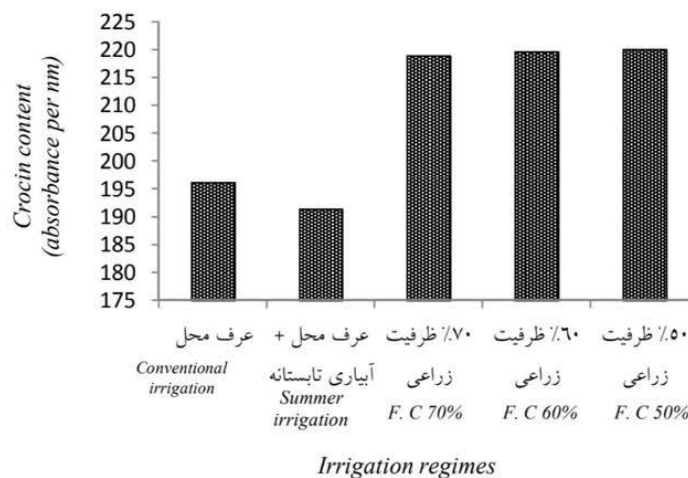 Crocin content
(absorbance per nm)
225
220
215
210
205
200
195
190
185
180
175
عرف محل
Conventional
irrigation
عرف محل +
آبیاری تابستانه
Summer
irrigation
۷۰٪ ظرفیت
زراعی
F. C 70%
۶۰٪ ظرفیت
زراعی
F. C 60%
۵۰٪ ظرفیت
زراعی
F. C 50%
Irrigation regimes